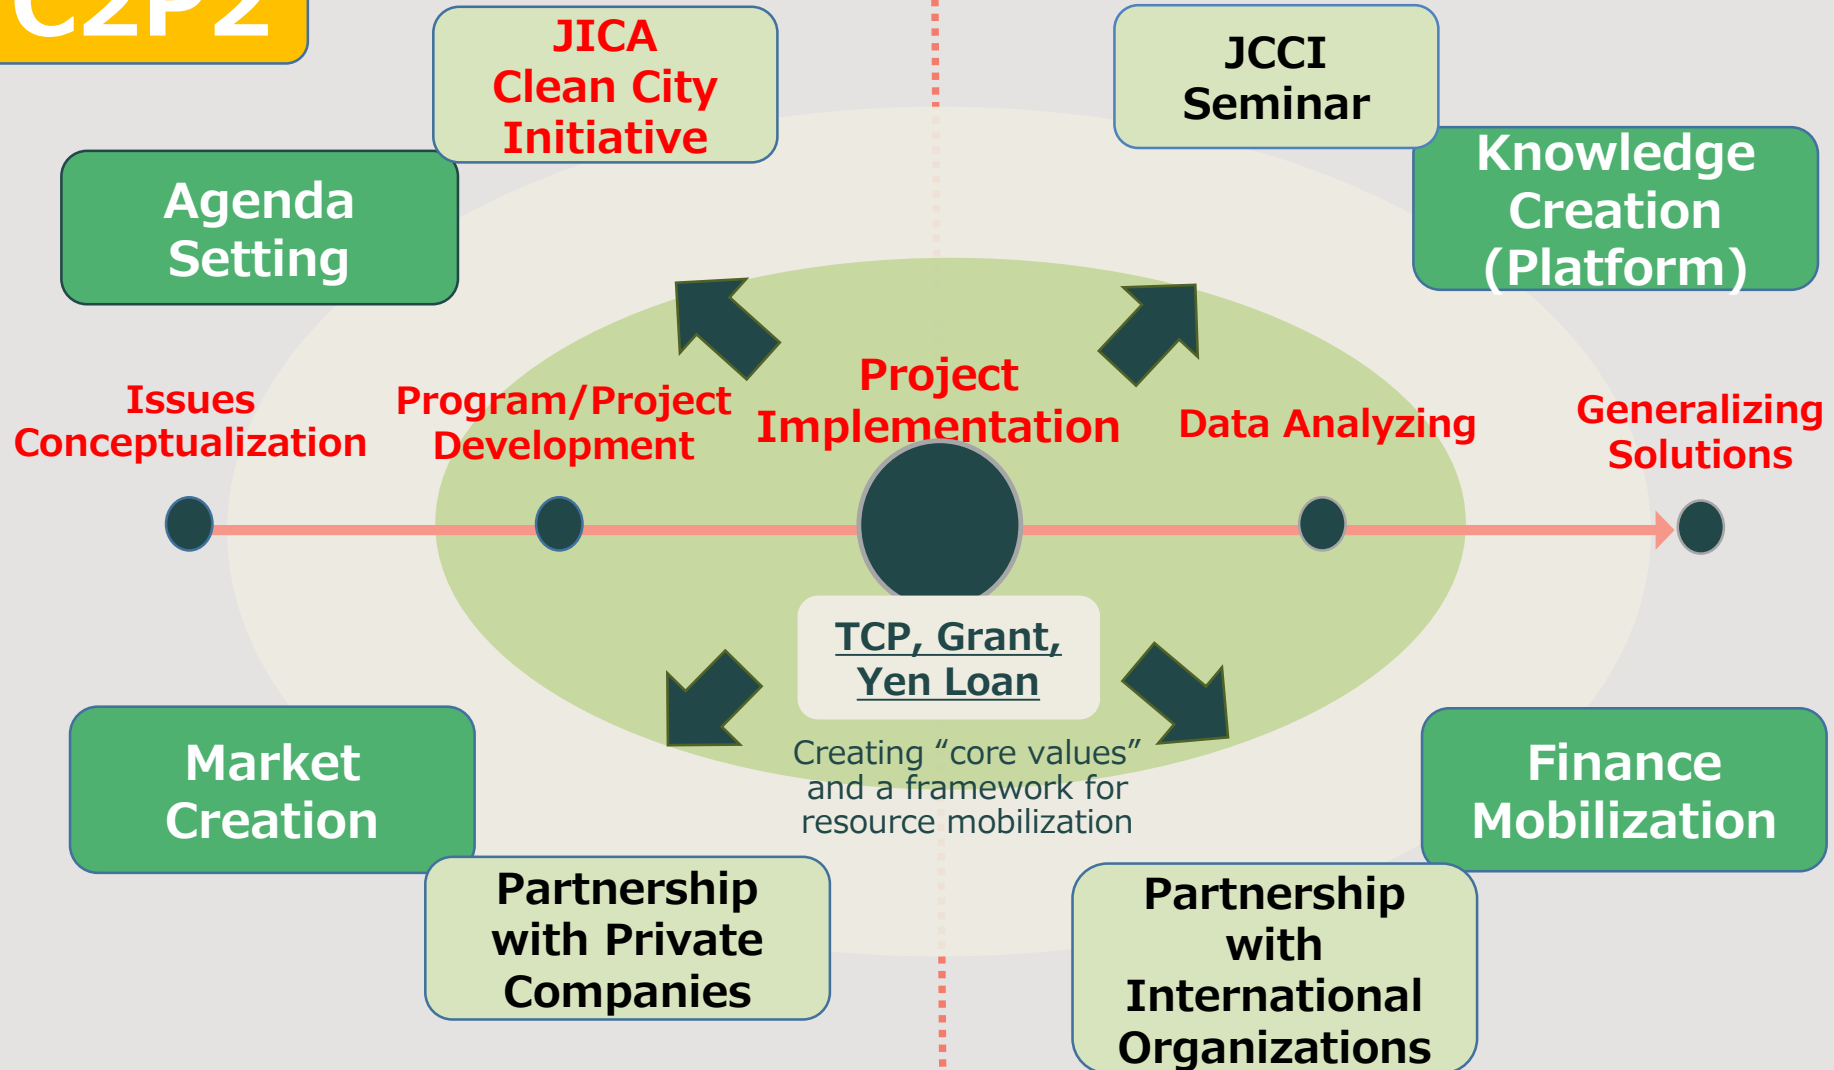 C2P2
JICA
Clean City
Initiative
JCCI
Seminar
Agenda
Setting
Knowledge
Creation
(Platform)
Issues
Conceptualization
Program/Project
Development
Project
Implementation
Data Analyzing
Generalizing
Solutions
TCP, Grant,
Yen Loan
Creating “core values”
and a framework for
resource mobilization
Market
Creation
Finance
Mobilization
Partnership
with Private
Companies
Partnership
with
International
Organizations